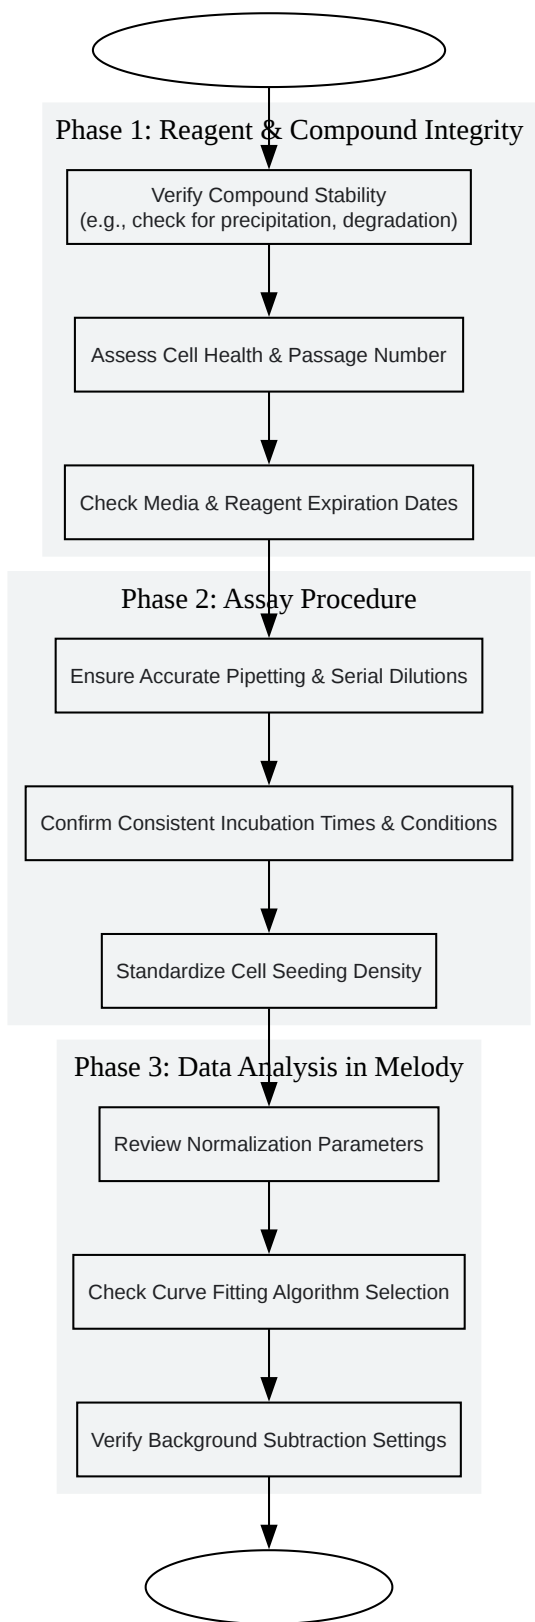 Phase 1: Reagent & Compound Integrity
Verify Compound Stability
(e.g., check for precipitation, degradation)
Assess Cell Health & Passage Number
Check Media & Reagent Expiration Dates
Phase 2: Assay Procedure
Ensure Accurate Pipetting & Serial Dilutions
Confirm Consistent Incubation Times & Conditions
Standardize Cell Seeding Density
Phase 3: Data Analysis in Melody
Review Normalization Parameters
Check Curve Fitting Algorithm Selection
Verify Background Subtraction Settings